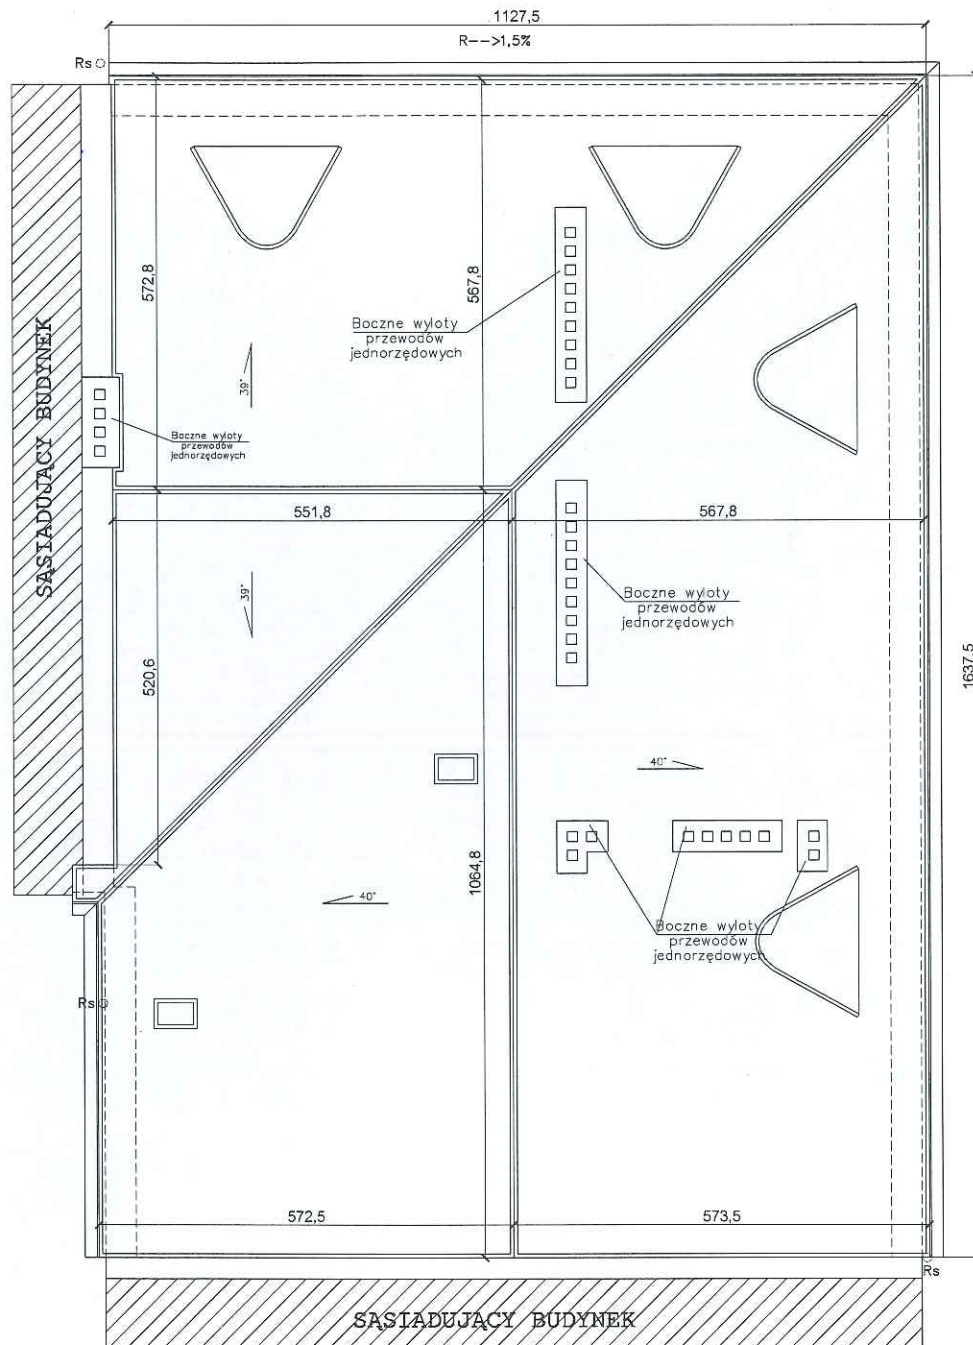 1127,5
R-->1,5%
Rs
572,8
567,8
Boczne wyloty
przewodów
jednorzędowych
39°
SĄSIADUJĄCY BUDYNEK
Boczne wyloty
przewodów
jednorzędowych
551,8
567,8
39°
Boczne wyloty
przewodów
jednorzędowych
520,6
1637,5
40°
1064,8
40°
Boczne wyloty
przewodów
jednorzędowych
Rs
572,5
573,5
Rs
SĄSIADUJĄCY BUDYNEK